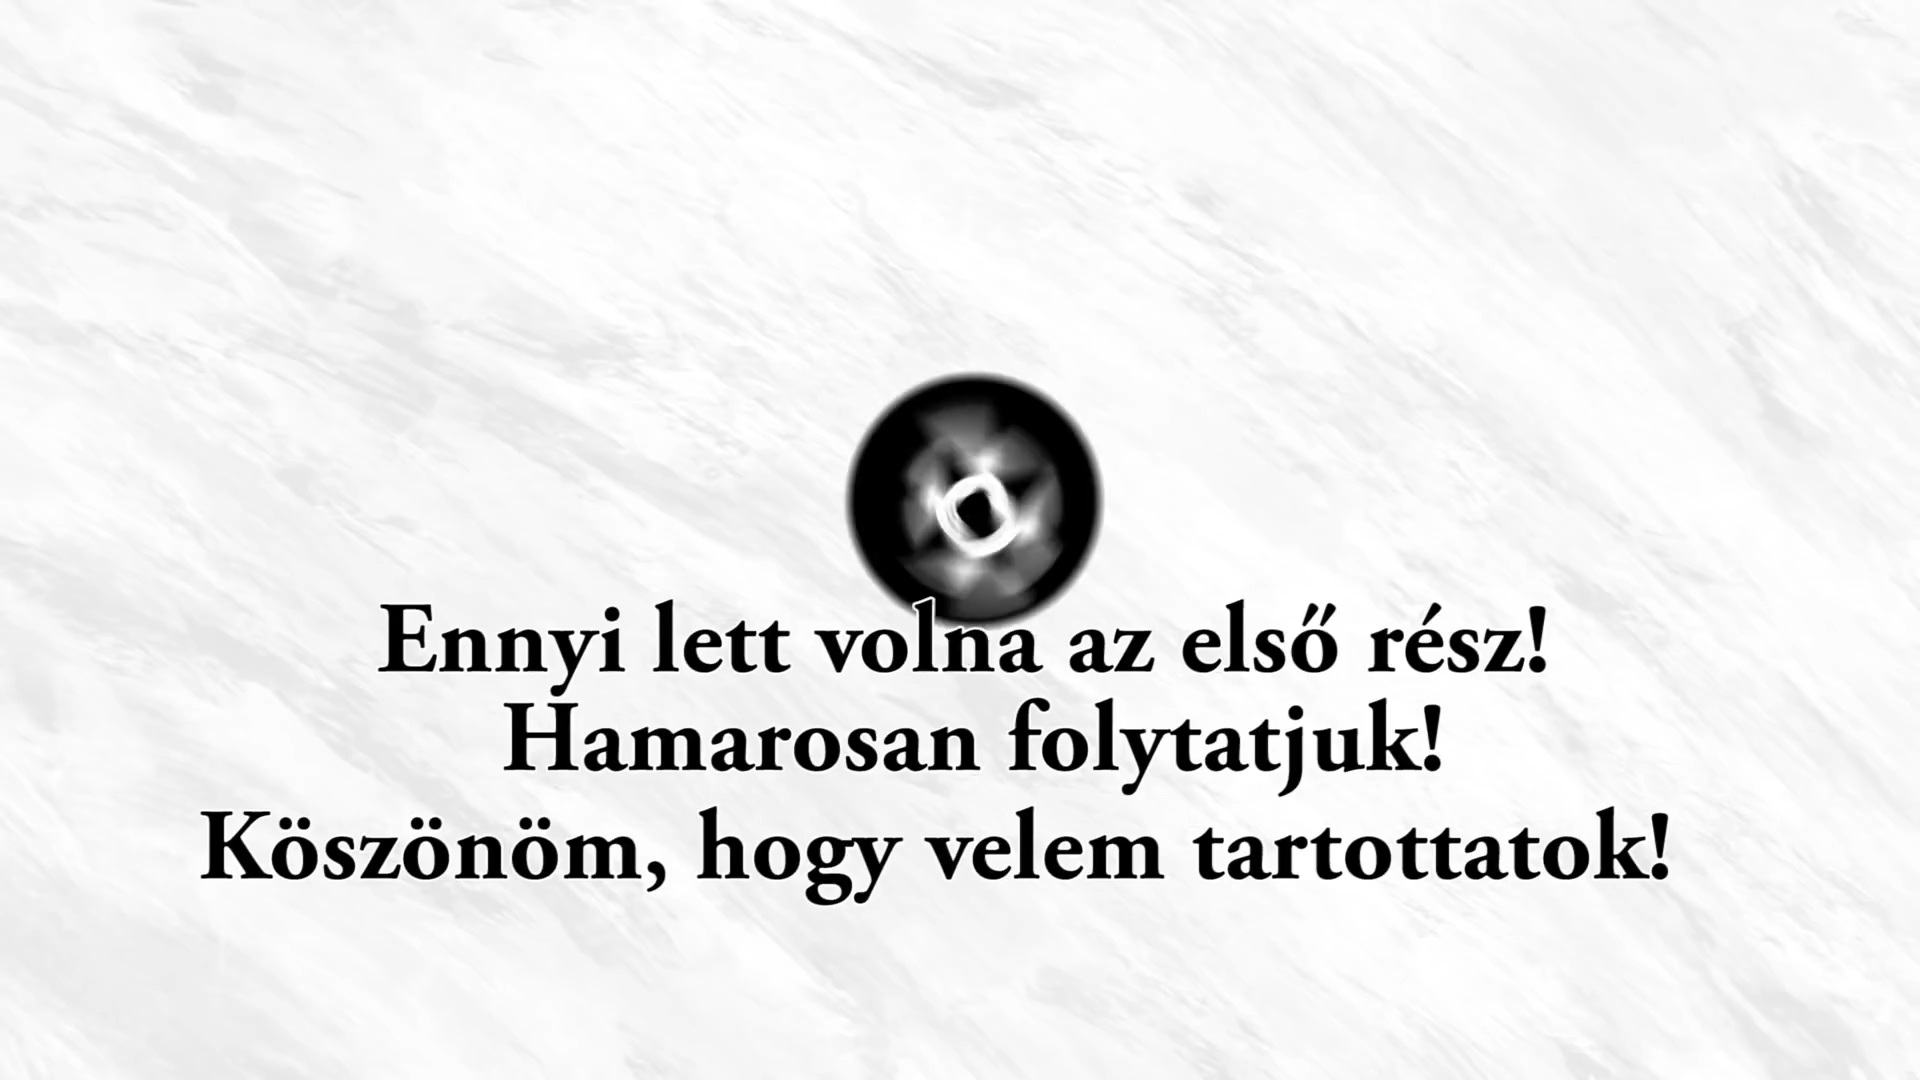 Ennyi lett volna az első rész!
Hamarosan folytatjuk!
Köszönöm, hogy velem tartottatok!